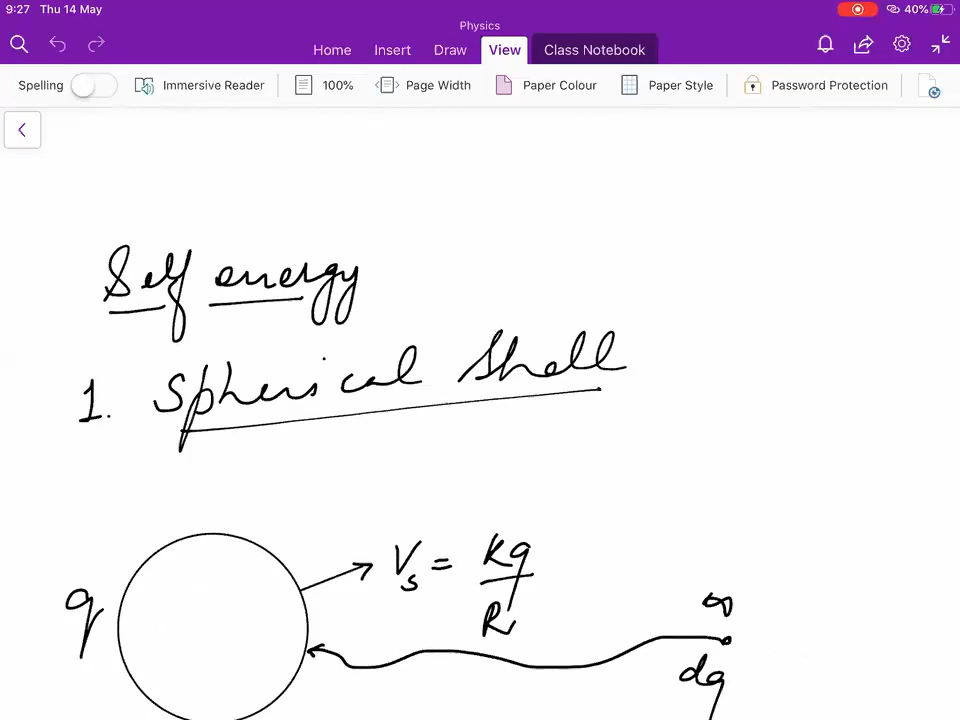 9:27 Thu 14 May 40%
Physics
Home Insert Draw View Class Notebook
Spelling Immersive Reader 100% Page Width Paper Colour Paper Style Password Protection
Self energy
1. Spherical Shell
q Vs = Kq / R ∞
dq